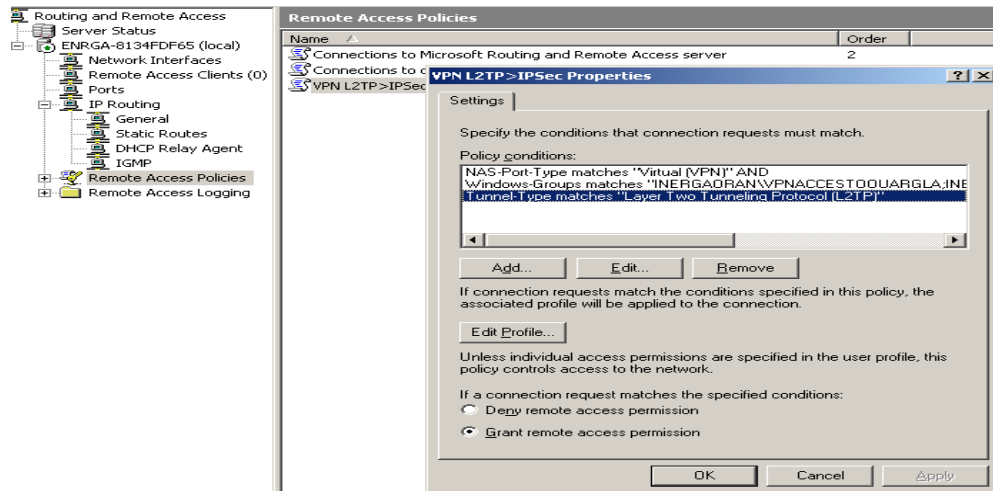 Routing and Remote Access
Server Status
ENRGA-8134FDF65 (local)
Network Interfaces
Remote Access Clients (0)
Ports
IP Routing
General
Static Routes
DHCP Relay Agent
IGMP
Remote Access Policies
Remote Access Logging
Remote Access Policies
Name
Order
Connections to Microsoft Routing and Remote Access server
2
Connections to
VPN L2TP>IPSec
VPN L2TP>IPSec Properties
Settings
Specify the conditions that connection requests must match.
Policy conditions:
NAS-Port-Type matches "Virtual (VPN)" AND
Windows-Groups matches "INERGAORAN\VPNACCESTOOUARGLA;INE
Tunnel-Type matches "Layer Two Tunneling Protocol (L2TP)"
Add...
Edit...
Remove
If connection requests match the conditions specified in this policy, the
associated profile will be applied to the connection.
Edit Profile...
Unless individual access permissions are specified in the user profile, this
policy controls access to the network.
If a connection request matches the specified conditions:
Deny remote access permission
Grant remote access permission
OK
Cancel
Apply